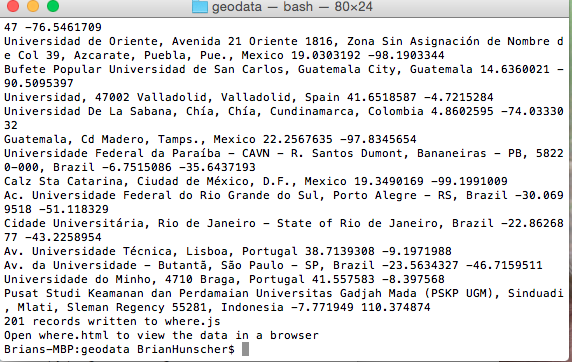 geodata — bash — 80×24
47 -76.5461709
Universidad de Oriente, Avenida 21 Oriente 1816, Zona Sin Asignación de Nombre d
e Col 39, Azcarate, Puebla, Pue., Mexico 19.0303192 -98.1903344
Bufete Popular Universidad de San Carlos, Guatemala City, Guatemala 14.6360021 -
90.5095397
Universidad, 47002 Valladolid, Valladolid, Spain 41.6518587 -4.7215284
Universidad De La Sabana, Chía, Chía, Cundinamarca, Colombia 4.8602595 -74.03330
32
Guatemala, Cd Madero, Tamps., Mexico 22.2567635 -97.8345654
Universidade Federal da Paraíba - CAVN - R. Santos Dumont, Bananeiras - PB, 5822
0-000, Brazil -6.7515086 -35.6437193
Calz Sta Catarina, Ciudad de México, D.F., Mexico 19.3490169 -99.1991009
Ac. Universidade Federal do Rio Grande do Sul, Porto Alegre - RS, Brazil -30.069
9518 -51.118329
Cidade Universitária, Rio de Janeiro - State of Rio de Janeiro, Brazil -22.86268
77 -43.2258954
Av. Universidade Técnica, Lisboa, Portugal 38.7139308 -9.1971988
Av. da Universidade - Butantã, São Paulo - SP, Brazil -23.5634327 -46.7159511
Universidade do Minho, 4710 Braga, Portugal 41.557583 -8.397568
Pusat Studi Keamanan dan Perdamaian Universitas Gadjah Mada (PSKP UGM), Sinduadi
, Mlati, Sleman Regency 55281, Indonesia -7.771949 110.374874
201 records written to where.js
Open where.html to view the data in a browser
Brians-MBP:geodata BrianHunscher$